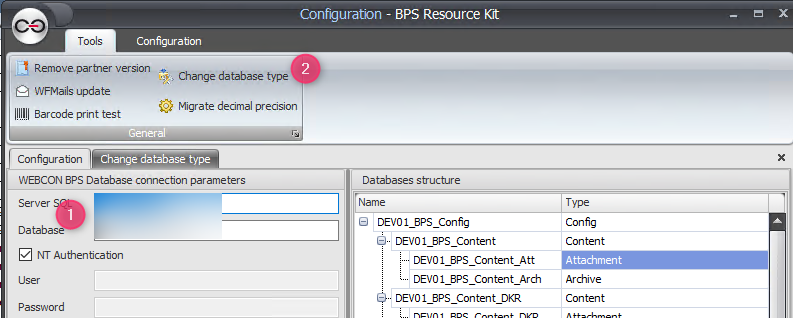 Configuration - BPS Resource Kit
Tools Configuration
Remove partner version
WFMails update
Barcode print test
Change database type
2
Migrate decimal precision
General
Configuration Change database type
WEBCON BPS Database connection parameters
Server SQL
1
Database
NT Authentication
User
Password
Databases structure
Name Type
DEV01_BPS_Config Config
DEV01_BPS_Content Content
DEV01_BPS_Content_Att Attachment
DEV01_BPS_Content_Arch Archive
DEV01_BPS_Content_DKR Content
DEV01_BPS_Content_DKR Attachment